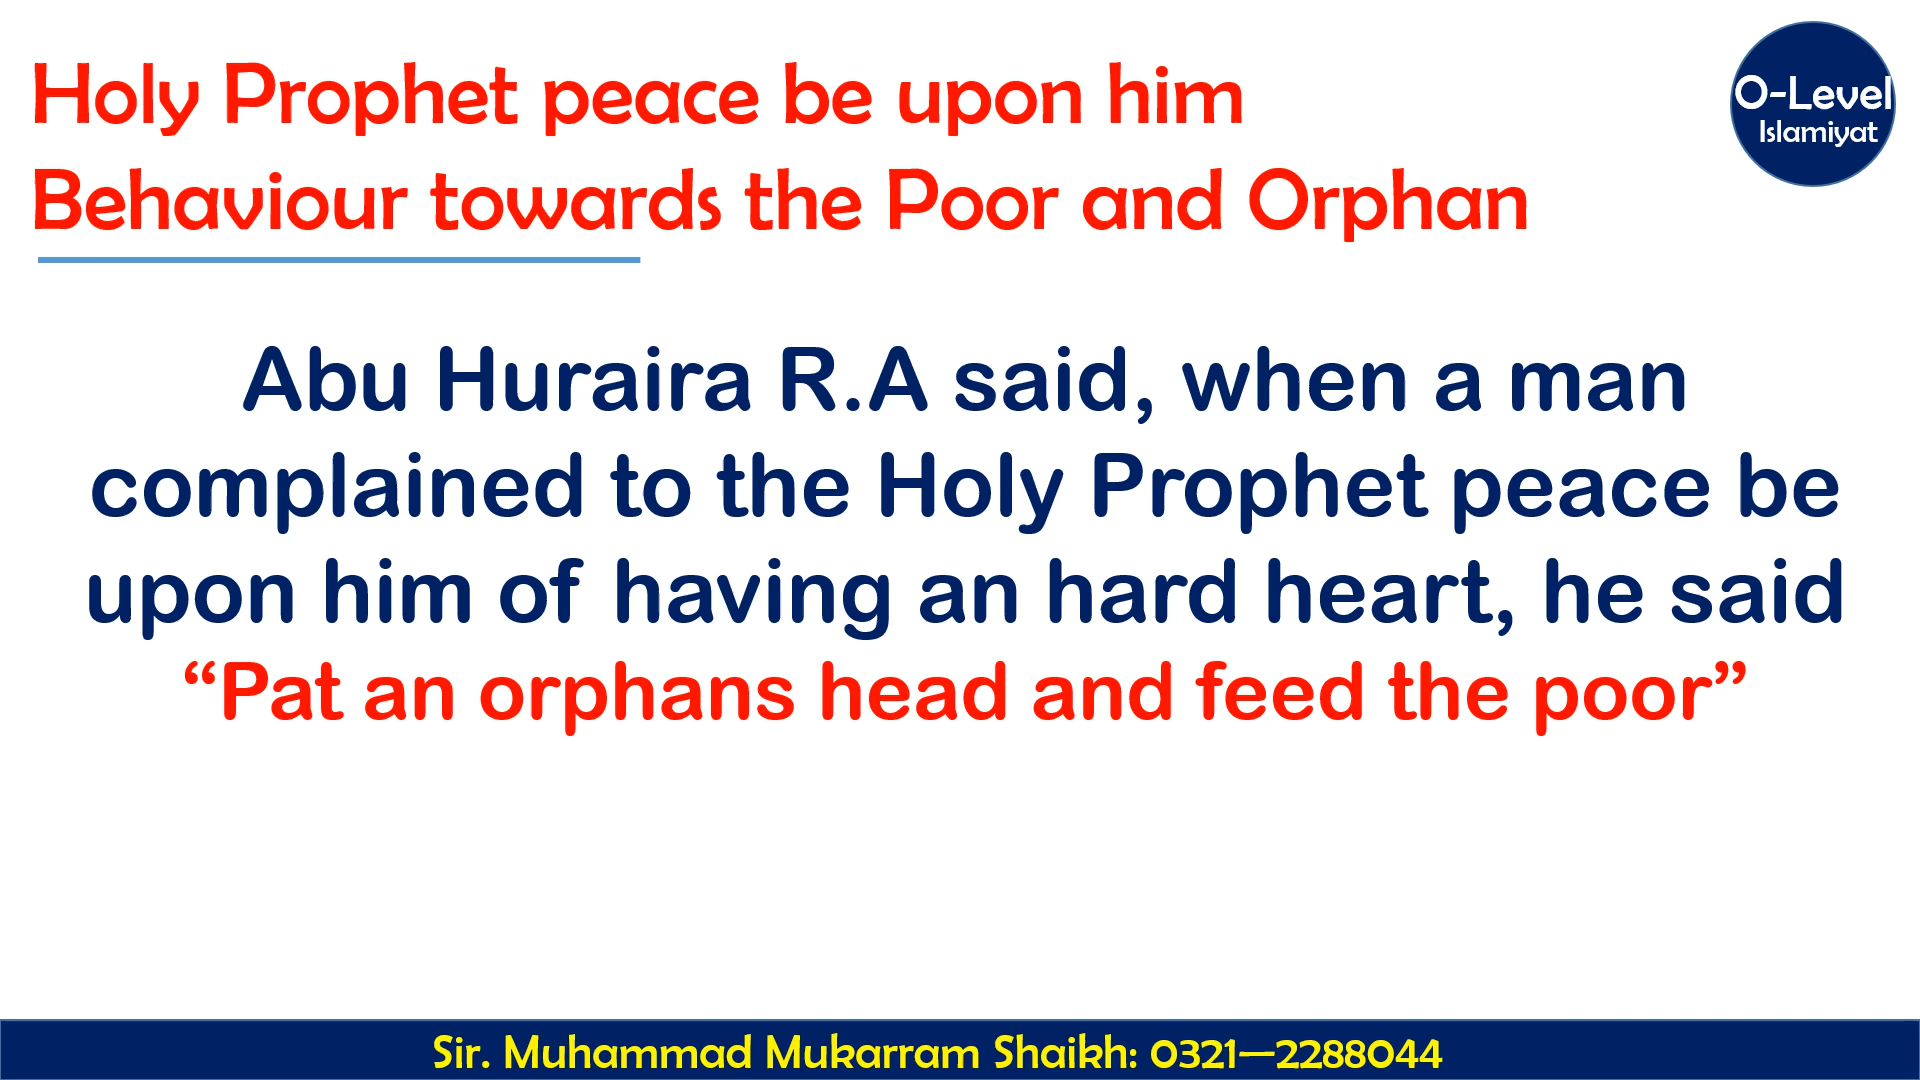 Holy Prophet peace be upon him
Behaviour towards the Poor and Orphan
O-Level
Islamiyat
Abu Huraira R.A said, when a man
complained to the Holy Prophet peace be
upon him of having an hard heart, he said
“Pat an orphans head and feed the poor”
Sir. Muhammad Mukarram Shaikh: 0321—2288044